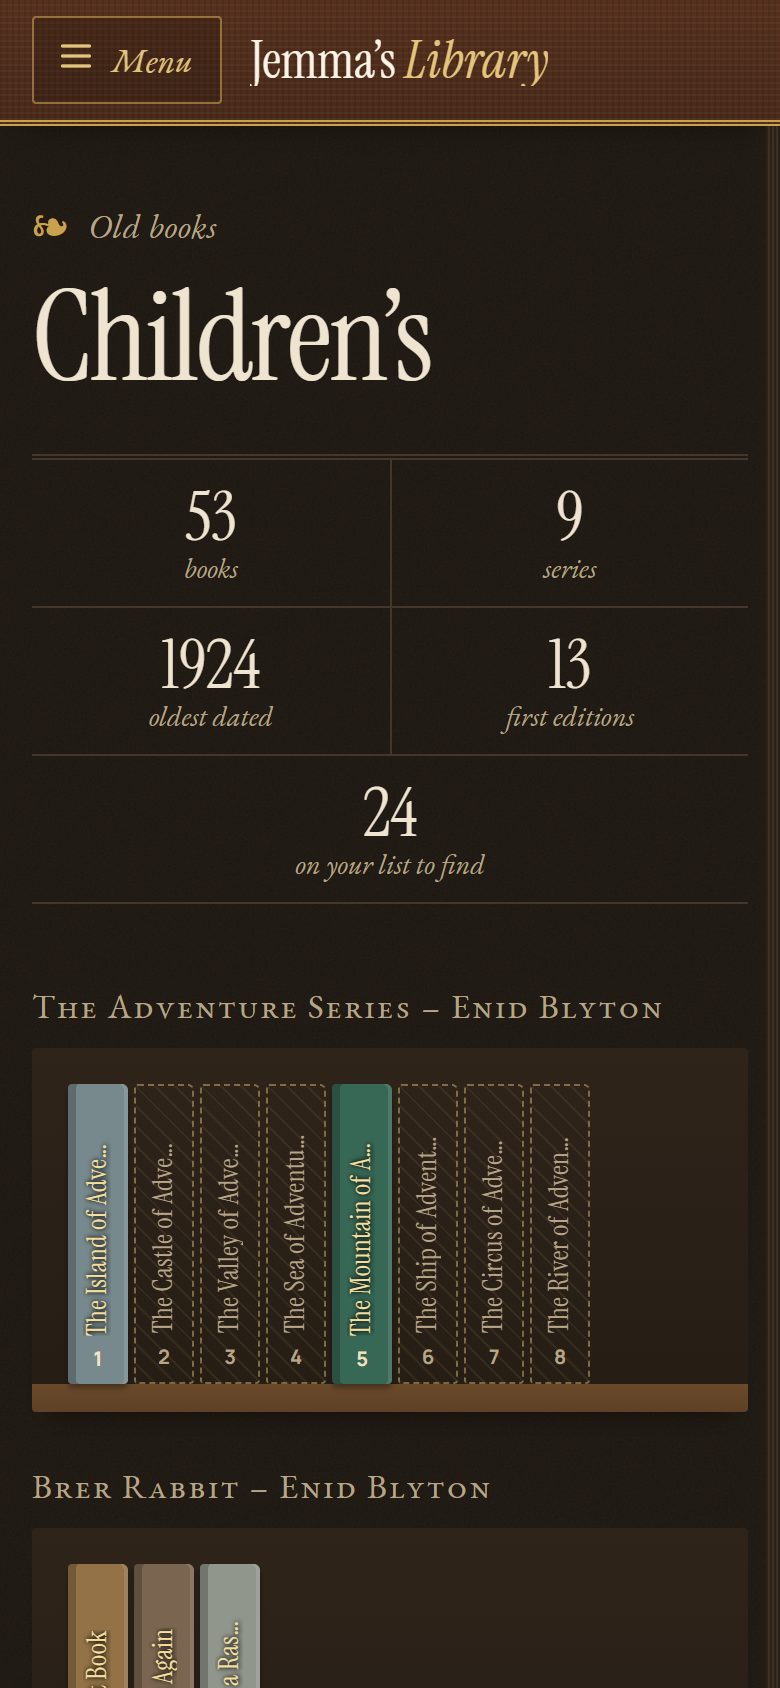 Menu
Jemma’s Library
Old books
Children’s
53
books
9
series
1924
oldest dated
13
first editions
24
on your list to find
The Adventure Series – Enid Blyton
The Island of Adve...
1
The Castle of Adve...
2
The Valley of Adve...
3
The Sea of Adventu...
4
The Mountain of A...
5
The Ship of Advent...
6
The Circus of Adve...
7
The River of Adven...
8
Brer Rabbit – Enid Blyton
Book
Again
a Ras...